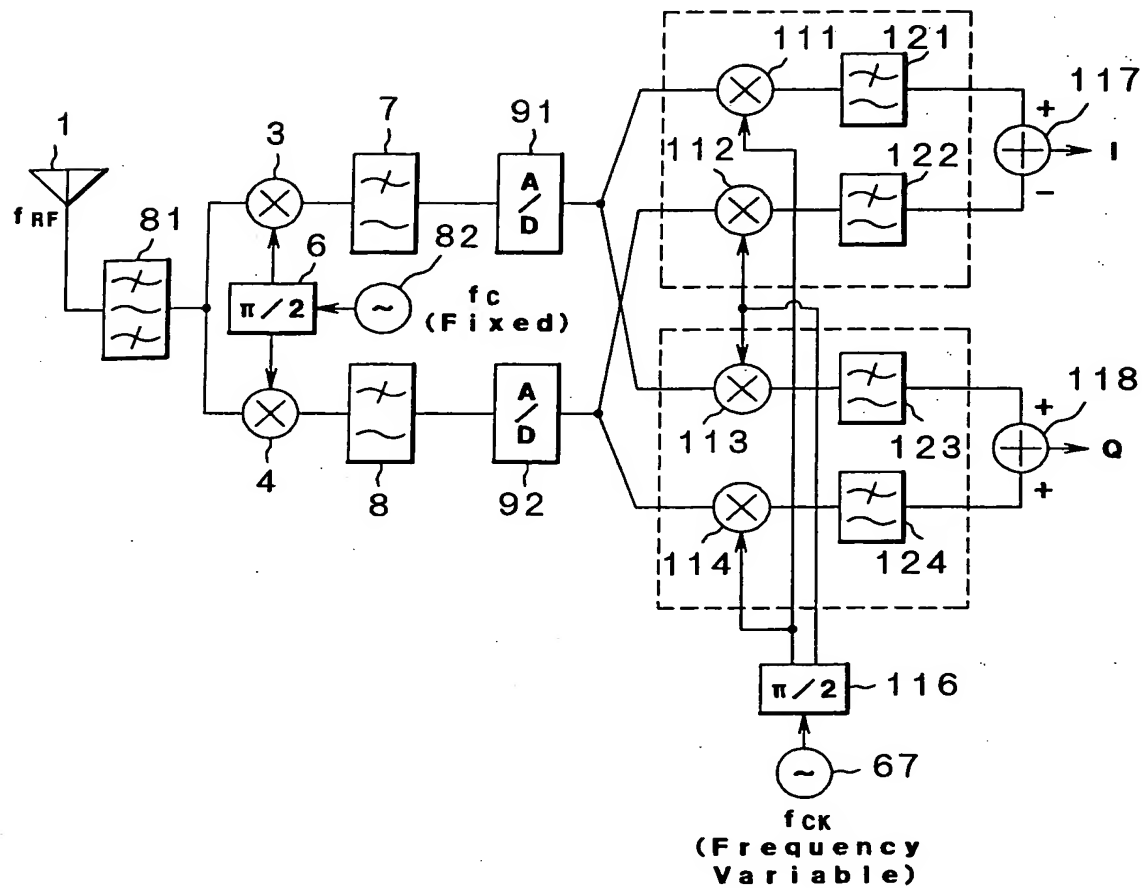 111
121
117
+
−
I
112
122
1
f RF
3
7
91
A/D
81
6
π/2
82
~
fC
(Fixed)
4
8
A/D
92
113
123
118
+
+
Q
114
124
π/2
116
~
67
fCK
(Frequency
Variable)